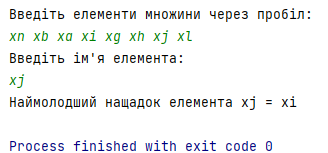 Введіть елементи множини через пробіл:
xn xb xa xi xg xh xj xl
Введіть ім'я елемента:
xj
Наймолодший нащадок елемента xj = xi
Process finished with exit code 0